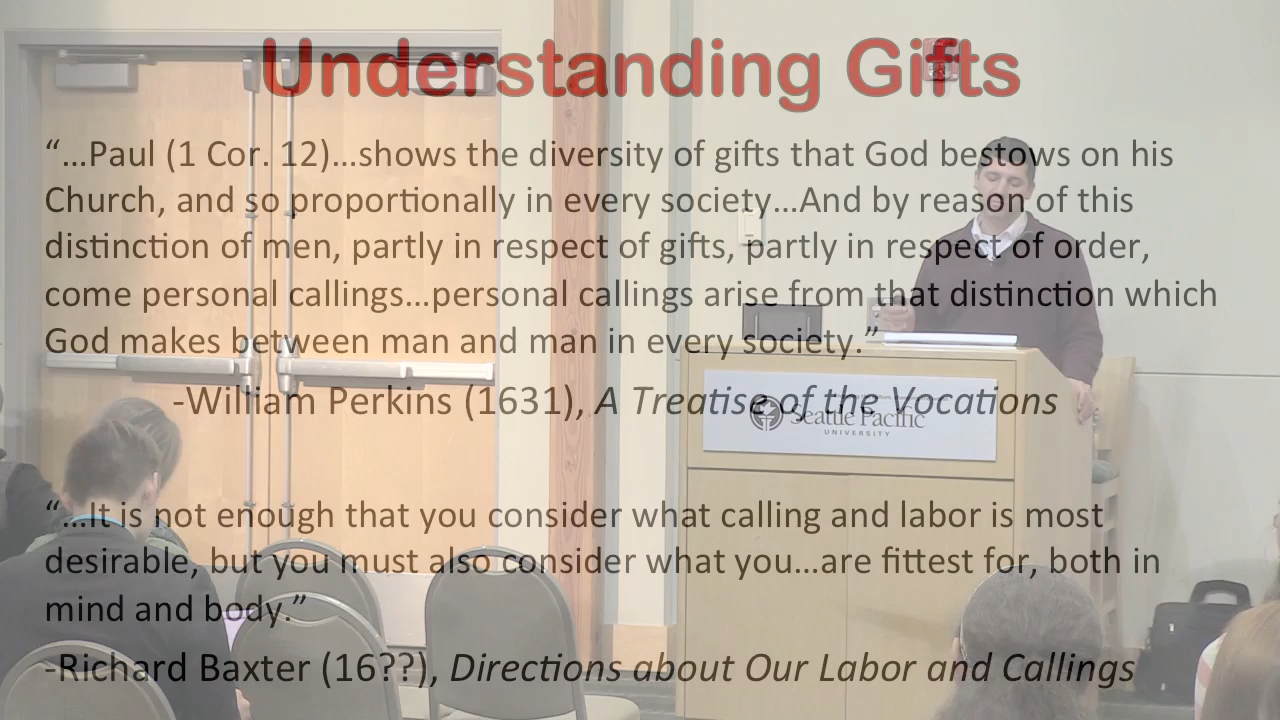 Understanding Gifts
“…Paul (1 Cor. 12)…shows the diversity of gifts that God bestows on his
Church, and so proportionally in every society…And by reason of this
distinction of men, partly in respect of gifts, partly in respect of order,
come personal callings…personal callings arise from that distinction which
God makes between man and man in every society.”
-William Perkins (1631), A Treatise of the Vocations
Seattle Pacific
UNIVERSITY
“…It is not enough that you consider what calling and labor is most
desirable, but you must also consider what you…are fittest for, both in
mind and body.”
-Richard Baxter (16??), Directions about Our Labor and Callings